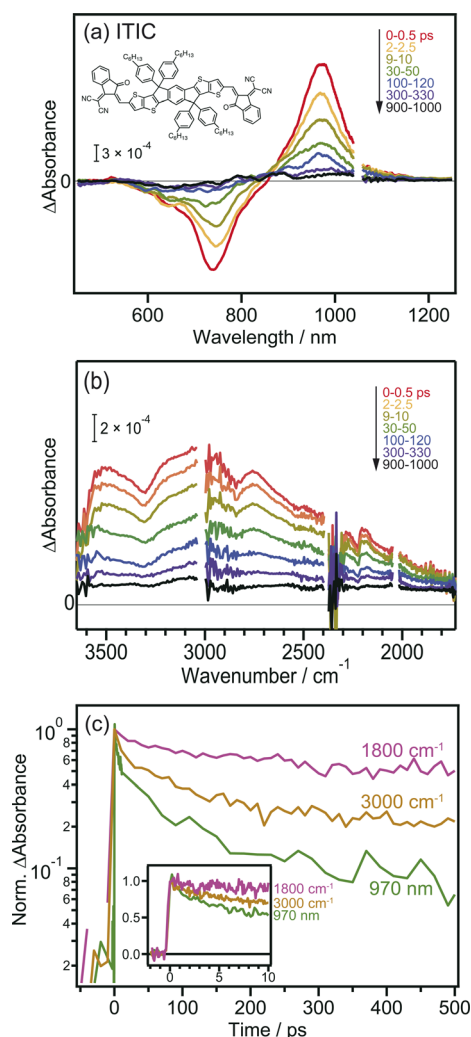 (a) ITIC
0-0.5 ps
2-2.5
9-10
30-50
100-120
300-330
900-1000
C₆H₁₃
C₆H₁₃
NC
CN
O
S
S
S
S
O
CN
NC
C₆H₁₃
C₆H₁₃
3 × 10⁻⁴
ΔAbsorbance
0
600
800
1000
1200
Wavelength / nm
(b)
2 × 10⁻⁴
0-0.5 ps
2-2.5
9-10
30-50
100-120
300-330
900-1000
ΔAbsorbance
0
3500
3000
2500
2000
Wavenumber / cm⁻¹
(c)
Norm. ΔAbsorbance
10⁰
8
6
4
2
10⁻¹
8
6
4
2
1800 cm⁻¹
3000 cm⁻¹
970 nm
1.0
0.5
0.0
1800 cm⁻¹
3000 cm⁻¹
970 nm
0
5
10
0
100
200
300
400
500
Time / ps